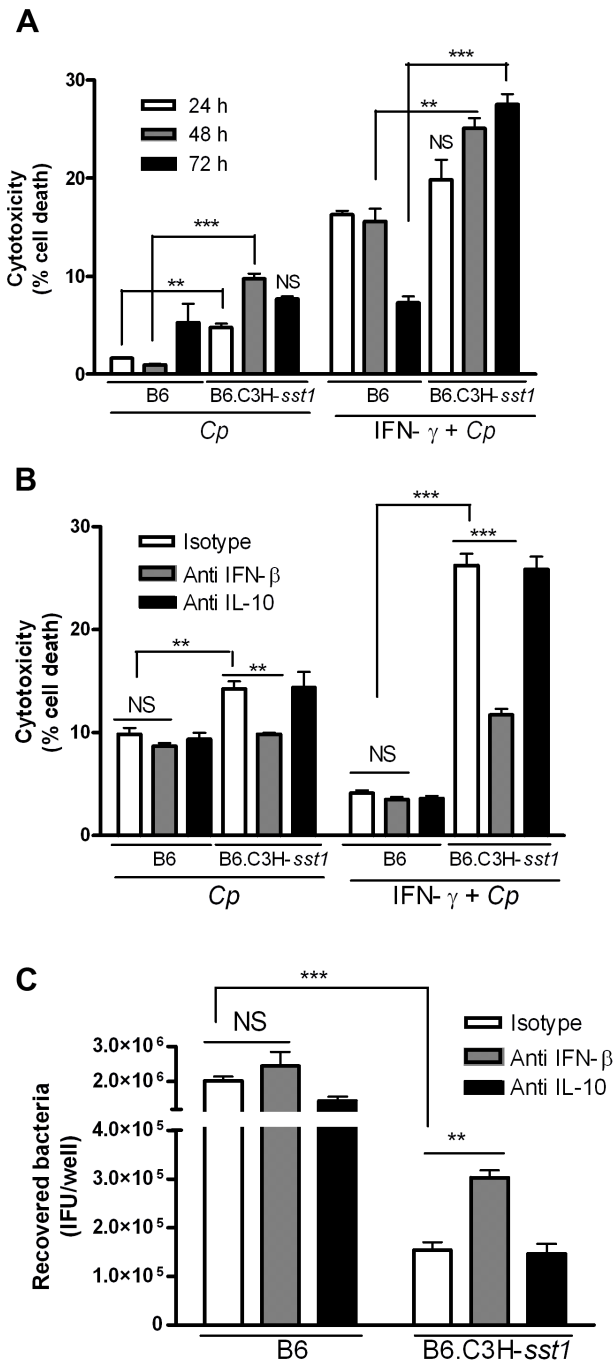 A
Cytotoxicity
(% cell death)
30
20
10
0
24 h
48 h
72 h
***
**
NS
***
**
NS
B6
B6.C3H-sst1
B6
B6.C3H-sst1
Cp
IFN- γ + Cp
B
Cytotoxicity
(% cell death)
30
20
10
0
Isotype
Anti IFN-β
Anti IL-10
NS
**
**
NS
***
***
B6
B6.C3H-sst1
B6
B6.C3H-sst1
Cp
IFN- γ + Cp
C
Recovered bacteria
(IFU/well)
3.0×10⁶
2.0×10⁶
4.0×10⁵
3.0×10⁵
2.0×10⁵
1.0×10⁵
0
NS
***
**
Isotype
Anti IFN-β
Anti IL-10
B6
B6.C3H-sst1